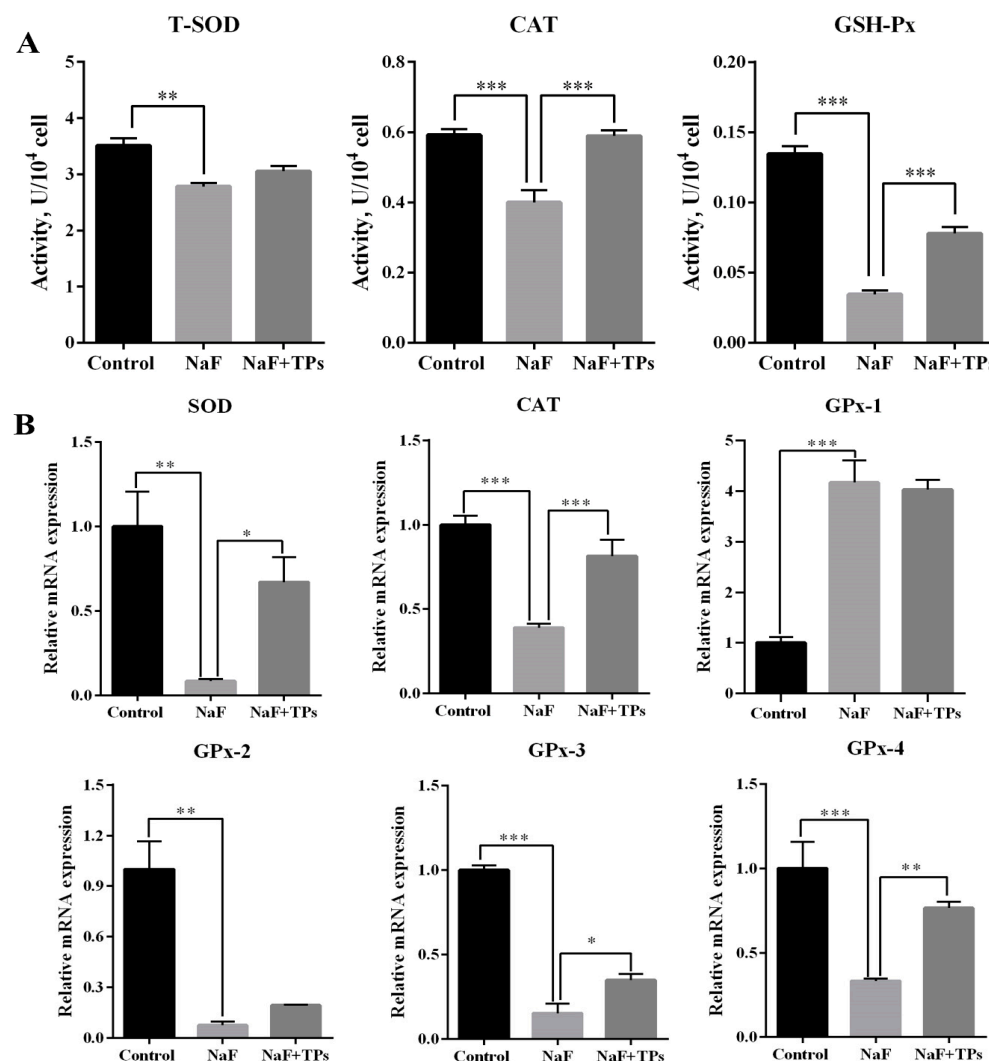 A
T-SOD
Activity, U/10⁴ cell
5
4
3
2
1
0
**
Control NaF NaF+TPs
CAT
Activity, U/10⁴ cell
0.8
0.6
0.4
0.2
0.0
*** ***
Control NaF NaF+TPs
GSH-Px
Activity, U/10⁴ cell
0.20
0.15
0.10
0.05
0.00
***
***
Control NaF NaF+TPs
B
SOD
Relative mRNA expression
1.5
1.0
0.5
0.0
**
*
Control NaF NaF+TPs
CAT
Relative mRNA expression
1.5
1.0
0.5
0.0
***
***
Control NaF NaF+TPs
GPx-1
Relative mRNA expression
5
4
3
2
1
0
***
Control NaF NaF+TPs
GPx-2
Relative mRNA expression
1.5
1.2
0.9
0.6
0.3
0.0
**
Control NaF NaF+TPs
GPx-3
Relative mRNA expression
1.5
1.0
0.5
0.0
***
*
Control NaF NaF+TPs
GPx-4
Relative mRNA expression
1.5
1.0
0.5
0.0
***
**
Control NaF NaF+TPs